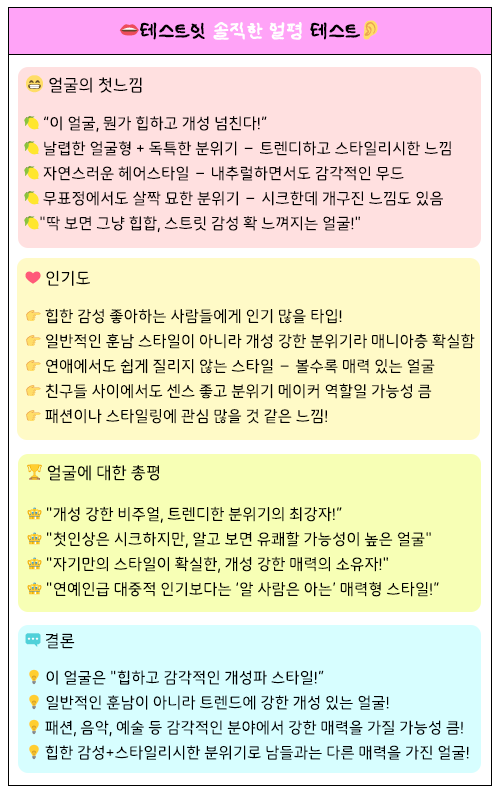 테스트릿 솔직한 얼평 테스트
얼굴의 첫느낌
“이 얼굴, 뭔가 힙하고 개성 넘친다!”
날렵한 얼굴형 + 독특한 분위기 – 트렌디하고 스타일리시한 느낌
자연스러운 헤어스타일 – 내추럴하면서도 감각적인 무드
무표정에서도 살짝 묘한 분위기 – 시크한데 개구진 느낌도 있음
"딱 보면 그냥 힙합, 스트릿 감성 확 느껴지는 얼굴!"
인기도
힙한 감성 좋아하는 사람들에게 인기 많을 타입!
일반적인 훈남 스타일이 아니라 개성 강한 분위기라 매니아층 확실함
연애에서도 쉽게 질리지 않는 스타일 – 볼수록 매력 있는 얼굴
친구들 사이에서도 센스 좋고 분위기 메이커 역할일 가능성 큼
패션이나 스타일링에 관심 많을 것 같은 느낌!
얼굴에 대한 총평
"개성 강한 비주얼, 트렌디한 분위기의 최강자!”
"첫인상은 시크하지만, 알고 보면 유쾌할 가능성이 높은 얼굴"
"자기만의 스타일이 확실한, 개성 강한 매력의 소유자!"
"연예인급 대중적 인기보다는 ‘알 사람은 아는’ 매력형 스타일!”
결론
이 얼굴은 "힙하고 감각적인 개성파 스타일!”
일반적인 훈남이 아니라 트렌드에 강한 개성 있는 얼굴!
패션, 음악, 예술 등 감각적인 분야에서 강한 매력을 가질 가능성 큼!
힙한 감성+스타일리시한 분위기로 남들과는 다른 매력을 가진 얼굴!